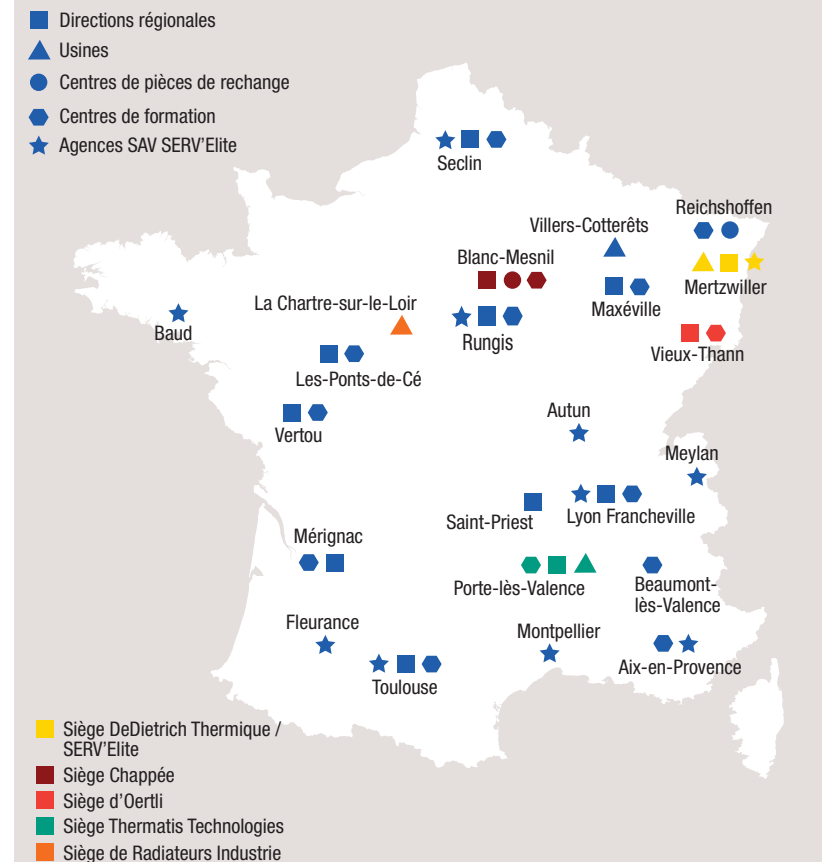 Directions régionales
Usines
Centres de pièces de rechange
Centres de formation
Agences SAV SERV'Elite
Seclin
Reichshoffen
Villers-Cotterêts
Blanc-Mesnil
Mertzwiller
La Chartre-sur-le-Loir
Maxéville
Baud
Rungis
Vieux-Thann
Les-Ponts-de-Cé
Autun
Vertou
Meylan
Saint-Priest
Lyon Francheville
Mérignac
Porte-lès-Valence
Beaumont-
lès-Valence
Fleurance
Montpellier
Aix-en-Provence
Toulouse
Siège DeDietrich Thermique /
SERV'Elite
Siège Chappée
Siège d'Oertli
Siège Thermatis Technologies
Siège de Radiateurs Industrie